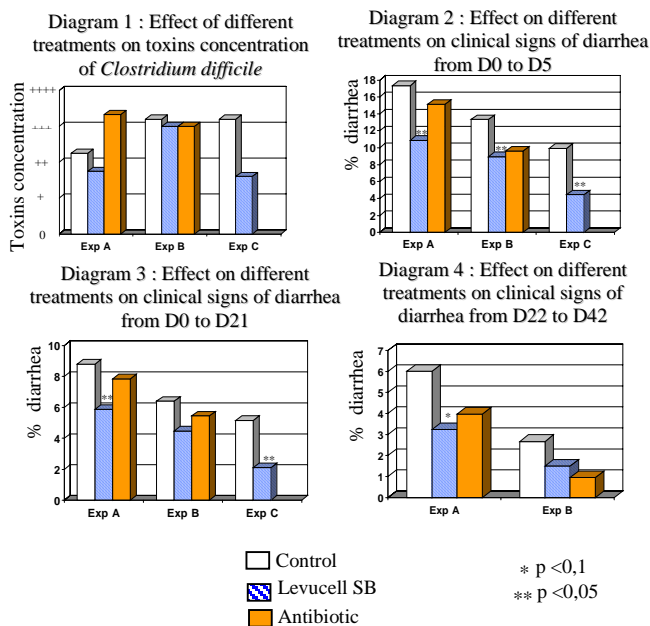 Diagram 1 : Effect of different
treatments on toxins concentration
of Clostridium difficile
Toxins concentration
++++
+++
++
+
0
Exp A Exp B Exp C
Diagram 2 : Effect on different
treatments on clinical signs of diarrhea
from D0 to D5
% diarrhea
18
16
14
12
10
8
6
4
2
0
**
**
**
Exp A Exp B Exp C
Diagram 3 : Effect on different
treatments on clinical signs of diarrhea
from D0 to D21
% diarrhea
10
8
6
4
2
0
**
**
Exp A Exp B Exp C
Diagram 4 : Effect on different
treatments on clinical signs of
diarrhea from D22 to D42
% diarrhea
7
6
5
4
3
2
1
0
*
Exp A Exp B
Control
Levucell SB
Antibiotic
* p <0,1
** p <0,05